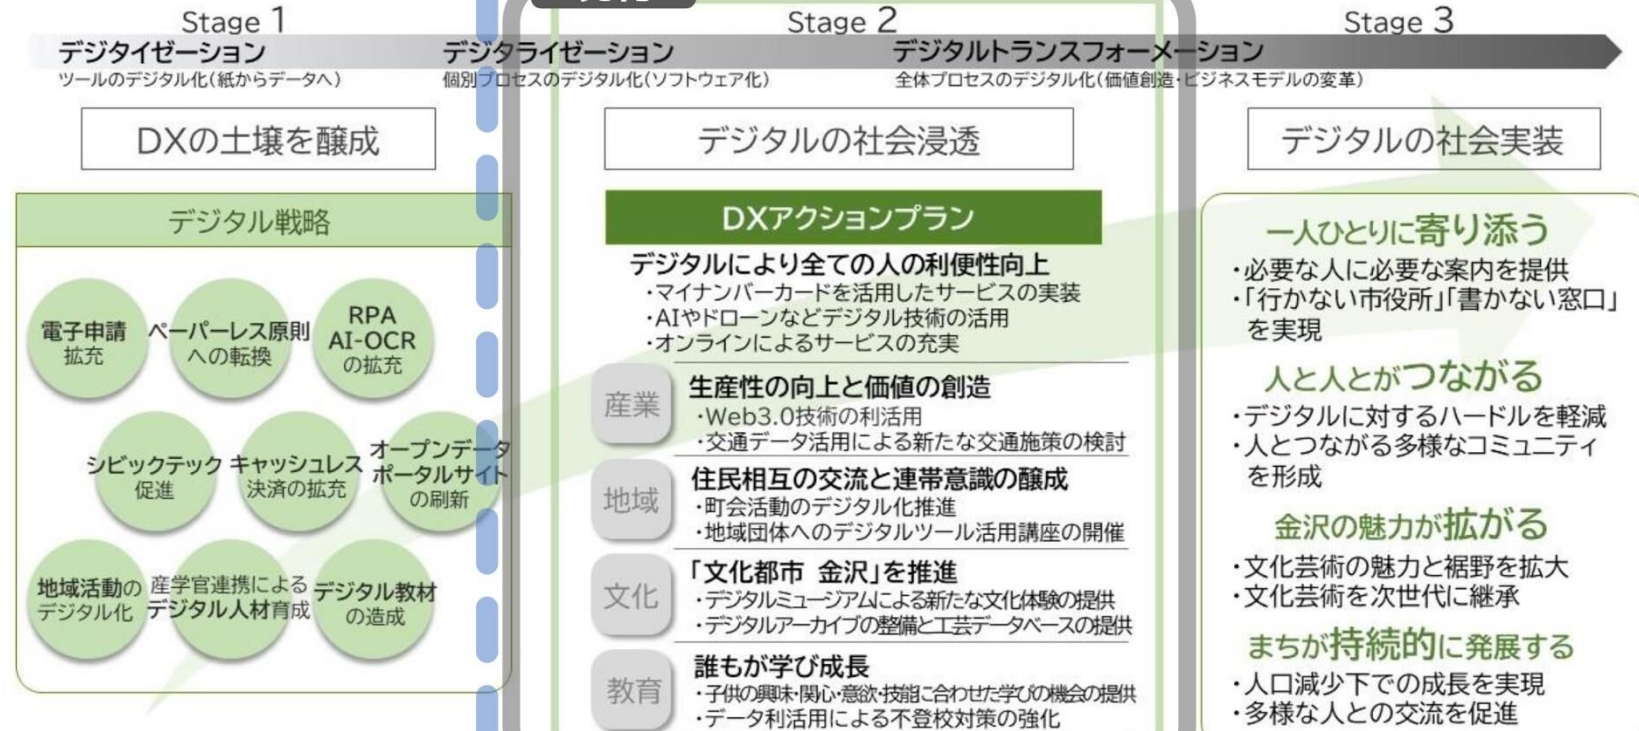 Stage 1
Stage 2
Stage 3
デジタイゼーション
デジタライゼーション
デジタルトランスフォーメーション
ツールのデジタル化(紙からデータへ)
個別プロセスのデジタル化(ソフトウェア化)
全体プロセスのデジタル化(価値創造・ビジネスモデルの変革)
DXの土壌を醸成
デジタル戦略
電子申請
拡充
ペーパーレス原則
への転換
RPA
AI-OCR
の拡充
シビックテック
促進
キャッシュレス
決済の拡充
オープンデータ
ポータルサイト
の刷新
地域活動の
デジタル化
産学官連携による
デジタル人材育成
デジタル教材
の造成
デジタルの社会浸透
DXアクションプラン
デジタルにより全ての人の利便性向上
・マイナンバーカードを活用したサービスの実装
・AIやドローンなどデジタル技術の活用
・オンラインによるサービスの充実
産業
生産性の向上と価値の創造
・Web3.0技術の利活用
・交通データ活用による新たな交通施策の検討
地域
住民相互の交流と連帯意識の醸成
・町会活動のデジタル化推進
・地域団体へのデジタルツール活用講座の開催
文化
「文化都市 金沢」を推進
・デジタルミュージアムによる新たな文化体験の提供
・デジタルアーカイブの整備と工芸データベースの提供
教育
誰もが学び成長
・子供の興味・関心・意欲・技能に合わせた学びの機会の提供
・データ利活用による不登校対策の強化
デジタルの社会実装
一人ひとりに寄り添う
・必要な人に必要な案内を提供
・「行かない市役所」「書かない窓口」
を実現
人と人とがつながる
・デジタルに対するハードルを軽減
・人とつながる多様なコミュニティ
を形成
金沢の魅力が拡がる
・文化芸術の魅力と裾野を拡大
・文化芸術を次世代に継承
まちが持続的に発展する
・人口減少下での成長を実現
・多様な人との交流を促進